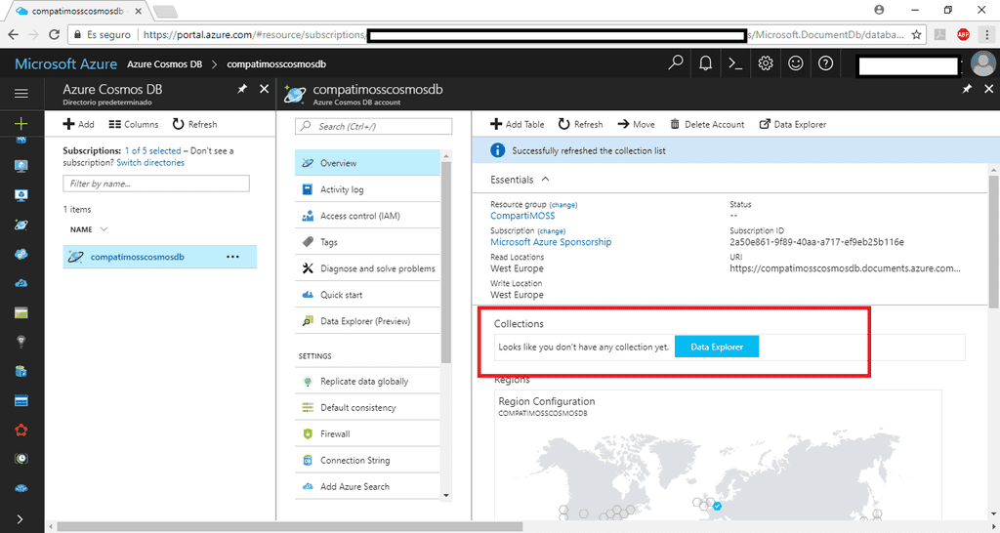 compatimosscosmosdb -
Es seguro
https://portal.azure.com/#resource/subscriptions/
s/Microsoft.DocumentDb/databa...
ABP
Microsoft Azure
Azure Cosmos DB > compatimosscosmosdb
Azure Cosmos DB
Directorio predeterminado
Add
Columns
Refresh
Subscriptions: 1 of 5 selected – Don't see a
subscription? Switch directories
Filter by name...
1 items
NAME
compatimosscosmosdb
compatimosscosmosdb
Azure Cosmos DB account
Search (Ctrl+/)
Overview
Activity log
Access control (IAM)
Tags
Diagnose and solve problems
Quick start
Data Explorer (Preview)
SETTINGS
Replicate data globally
Default consistency
Firewall
Connection String
Add Azure Search
Add Table
Refresh
Move
Delete Account
Data Explorer
Successfully refreshed the collection list
Essentials
Resource group (change)
CompartiMOSS
Subscription (change)
Microsoft Azure Sponsorship
Read Locations
West Europe
Write Location
West Europe
Status
--
Subscription ID
2a50e861-9f89-40aa-a717-ef9eb25b116e
URI
https://compatimosscosmosdb.documents.azure.com...
Collections
Looks like you don't have any collection yet.
Data Explorer
Regions
Region Configuration
COMPATIMOSSCOSMOSDB